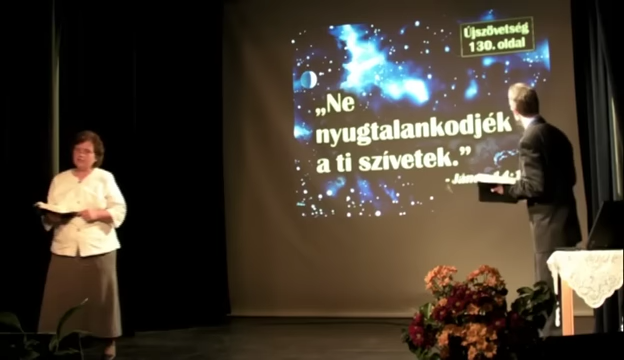 Újszövetség
130. oldal
„Ne
nyugtalankodjék
a ti szívetek.”